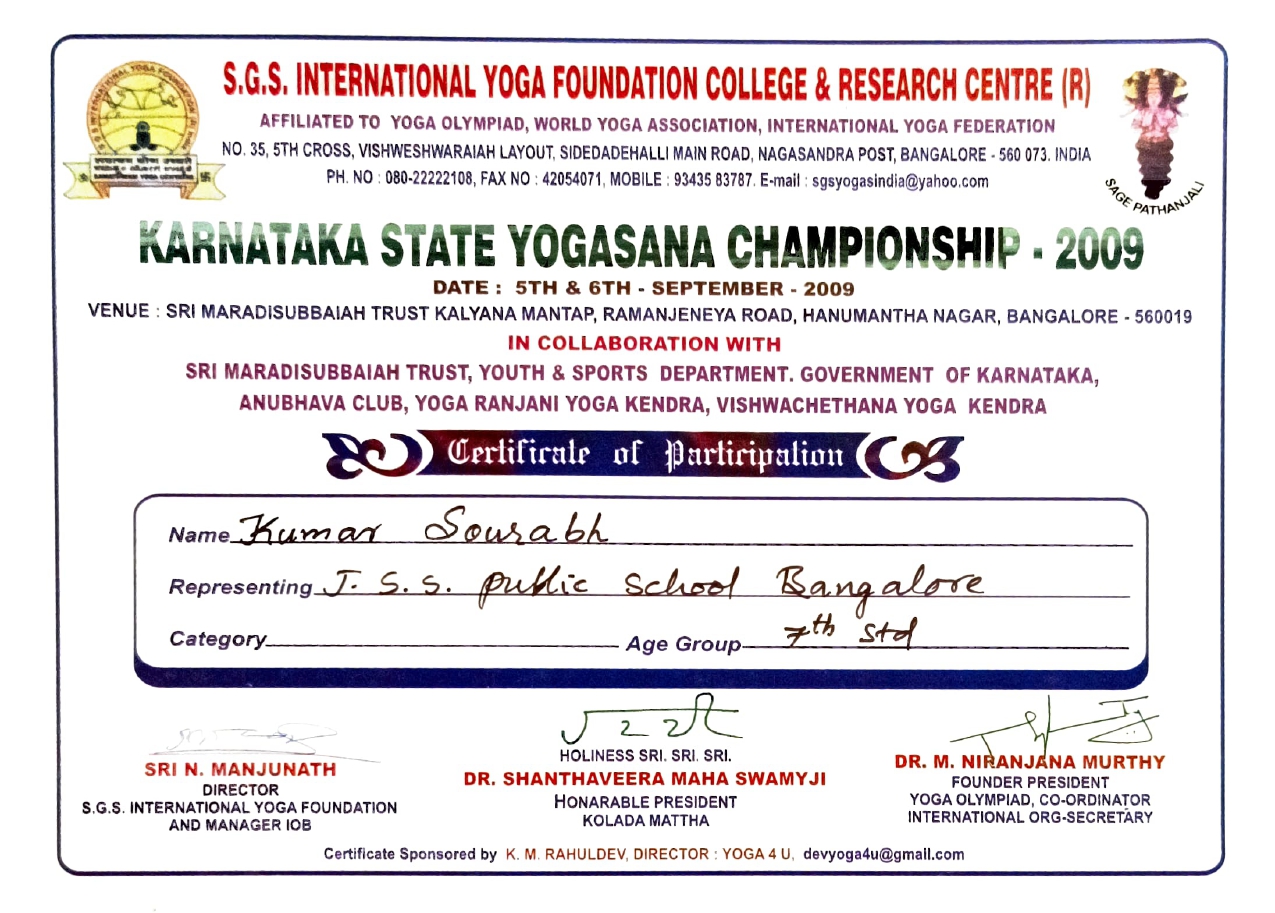 S.G.S. INTERNATIONAL YOGA FOUNDATION COLLEGE & RESEARCH CENTRE (R)
AFFILIATED TO YOGA OLYMPIAD, WORLD YOGA ASSOCIATION, INTERNATIONAL YOGA FEDERATION
NO. 35, 5TH CROSS, VISHWESHWARAIAH LAYOUT, SIDEDADEHALLI MAIN ROAD, NAGASANDRA POST, BANGALORE - 560 073. INDIA
PH. NO : 080-22222108, FAX NO : 42054071, MOBILE : 93435 83787. E-mail : sgsyogasindia@yahoo.com
SAGE PATHANJALI
KARNATAKA STATE YOGASANA CHAMPIONSHIP - 2009
DATE : 5TH & 6TH - SEPTEMBER - 2009
VENUE : SRI MARADISUBBAIAH TRUST KALYANA MANTAP, RAMANJENEYA ROAD, HANUMANTHA NAGAR, BANGALORE - 560019
IN COLLABORATION WITH
SRI MARADISUBBAIAH TRUST, YOUTH & SPORTS DEPARTMENT. GOVERNMENT OF KARNATAKA,
ANUBHAVA CLUB, YOGA RANJANI YOGA KENDRA, VISHWACHETHANA YOGA KENDRA
Certificate of Participation
Name Kumar Sourabh
Representing J. S. S. public School Bangalore
Category Age Group 7th Std
SRI N. MANJUNATH
DIRECTOR
S.G.S. INTERNATIONAL YOGA FOUNDATION
AND MANAGER IOB
HOLINESS SRI. SRI. SRI.
DR. SHANTHAVEERA MAHA SWAMYJI
HONARABLE PRESIDENT
KOLADA MATTHA
DR. M. NIRANJANA MURTHY
FOUNDER PRESIDENT
YOGA OLYMPIAD, CO-ORDINATOR
INTERNATIONAL ORG-SECRETARY
Certificate Sponsored by K. M. RAHULDEV, DIRECTOR : YOGA 4 U, devyoga4u@gmail.com